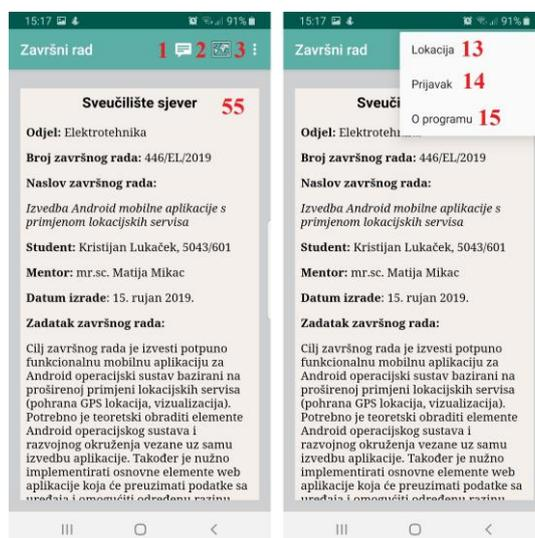 15:17 91%
Završni rad 1 2 3
Sveučilište sjever 55
Odjel: Elektrotehnika
Broj završnog rada: 446/EL/2019
Naslov završnog rada:
Izvedba Android mobilne aplikacije s
primjenom lokacijskih servisa
Student: Kristijan Lukaček, 5043/601
Mentor: mr.sc. Matija Mikac
Datum izrade: 15. rujan 2019.
Zadatak završnog rada:
Cilj završnog rada je izvesti potpuno
funkcionalnu mobilnu aplikaciju za
Android operacijski sustav bazirani na
proširenoj primjeni lokacijskih servisa
(pohrana GPS lokacija, vizualizacija).
Potrebno je teoretski obraditi elemente
Android operacijskog sustava i
razvojnog okruženja vezane uz samu
izvedbu aplikacije. Također je nužno
implementirati osnovne elemente web
aplikacije koja će preuzimati podatke sa
uređaja i omogućiti određenu razinu
15:17 91%
Završni rad
Lokacija 13
Prijavak 14
O programu 15
Sveuči
Odjel: Elektroteh
Broj završnog rada: 446/EL/2019
Naslov završnog rada:
Izvedba Android mobilne aplikacije s
primjenom lokacijskih servisa
Student: Kristijan Lukaček, 5043/601
Mentor: mr.sc. Matija Mikac
Datum izrade: 15. rujan 2019.
Zadatak završnog rada:
Cilj završnog rada je izvesti potpuno
funkcionalnu mobilnu aplikaciju za
Android operacijski sustav bazirani na
proširenoj primjeni lokacijskih servisa
(pohrana GPS lokacija, vizualizacija).
Potrebno je teoretski obraditi elemente
Android operacijskog sustava i
razvojnog okruženja vezane uz samu
izvedbu aplikacije. Također je nužno
implementirati osnovne elemente web
aplikacije koja će preuzimati podatke sa
uređaja i omogućiti određenu razinu